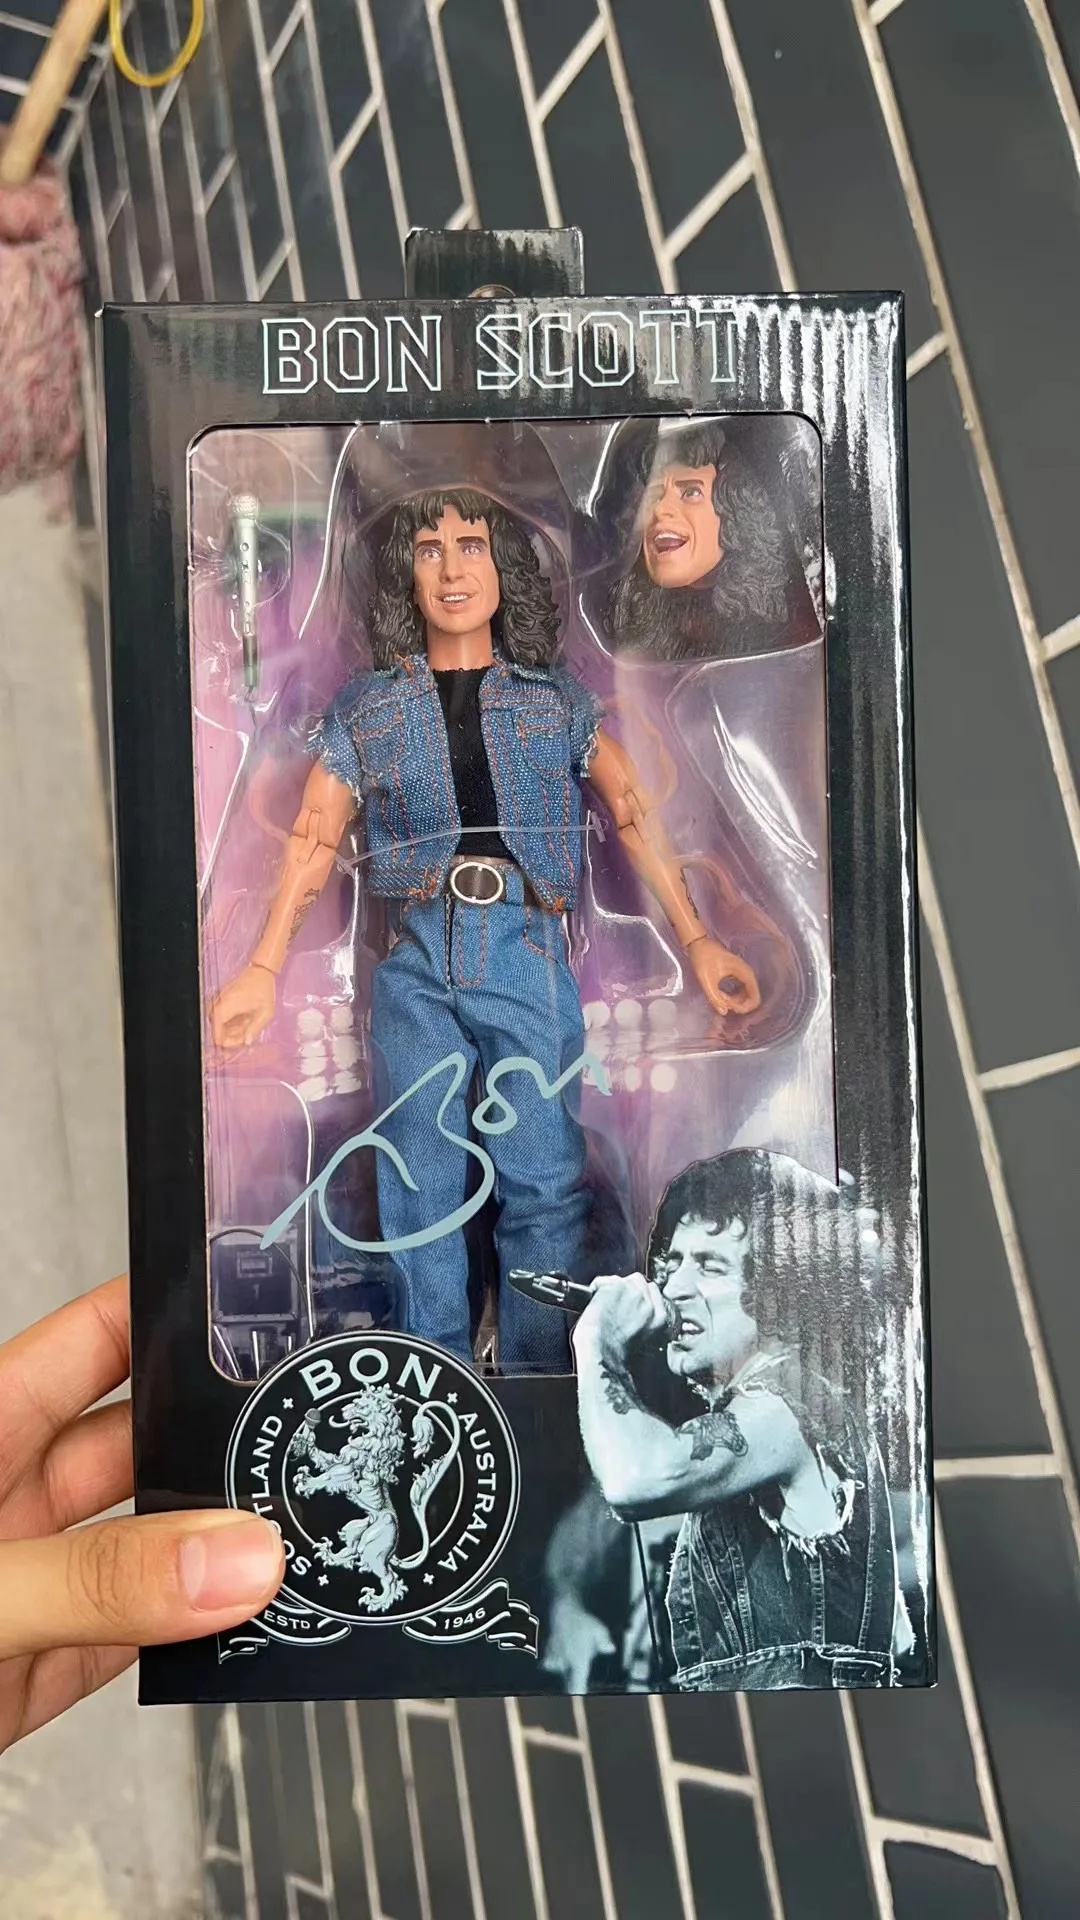 BON SCOTT
Bon
BON
SCOTLAND
AUSTRALIA
ESTD 1946